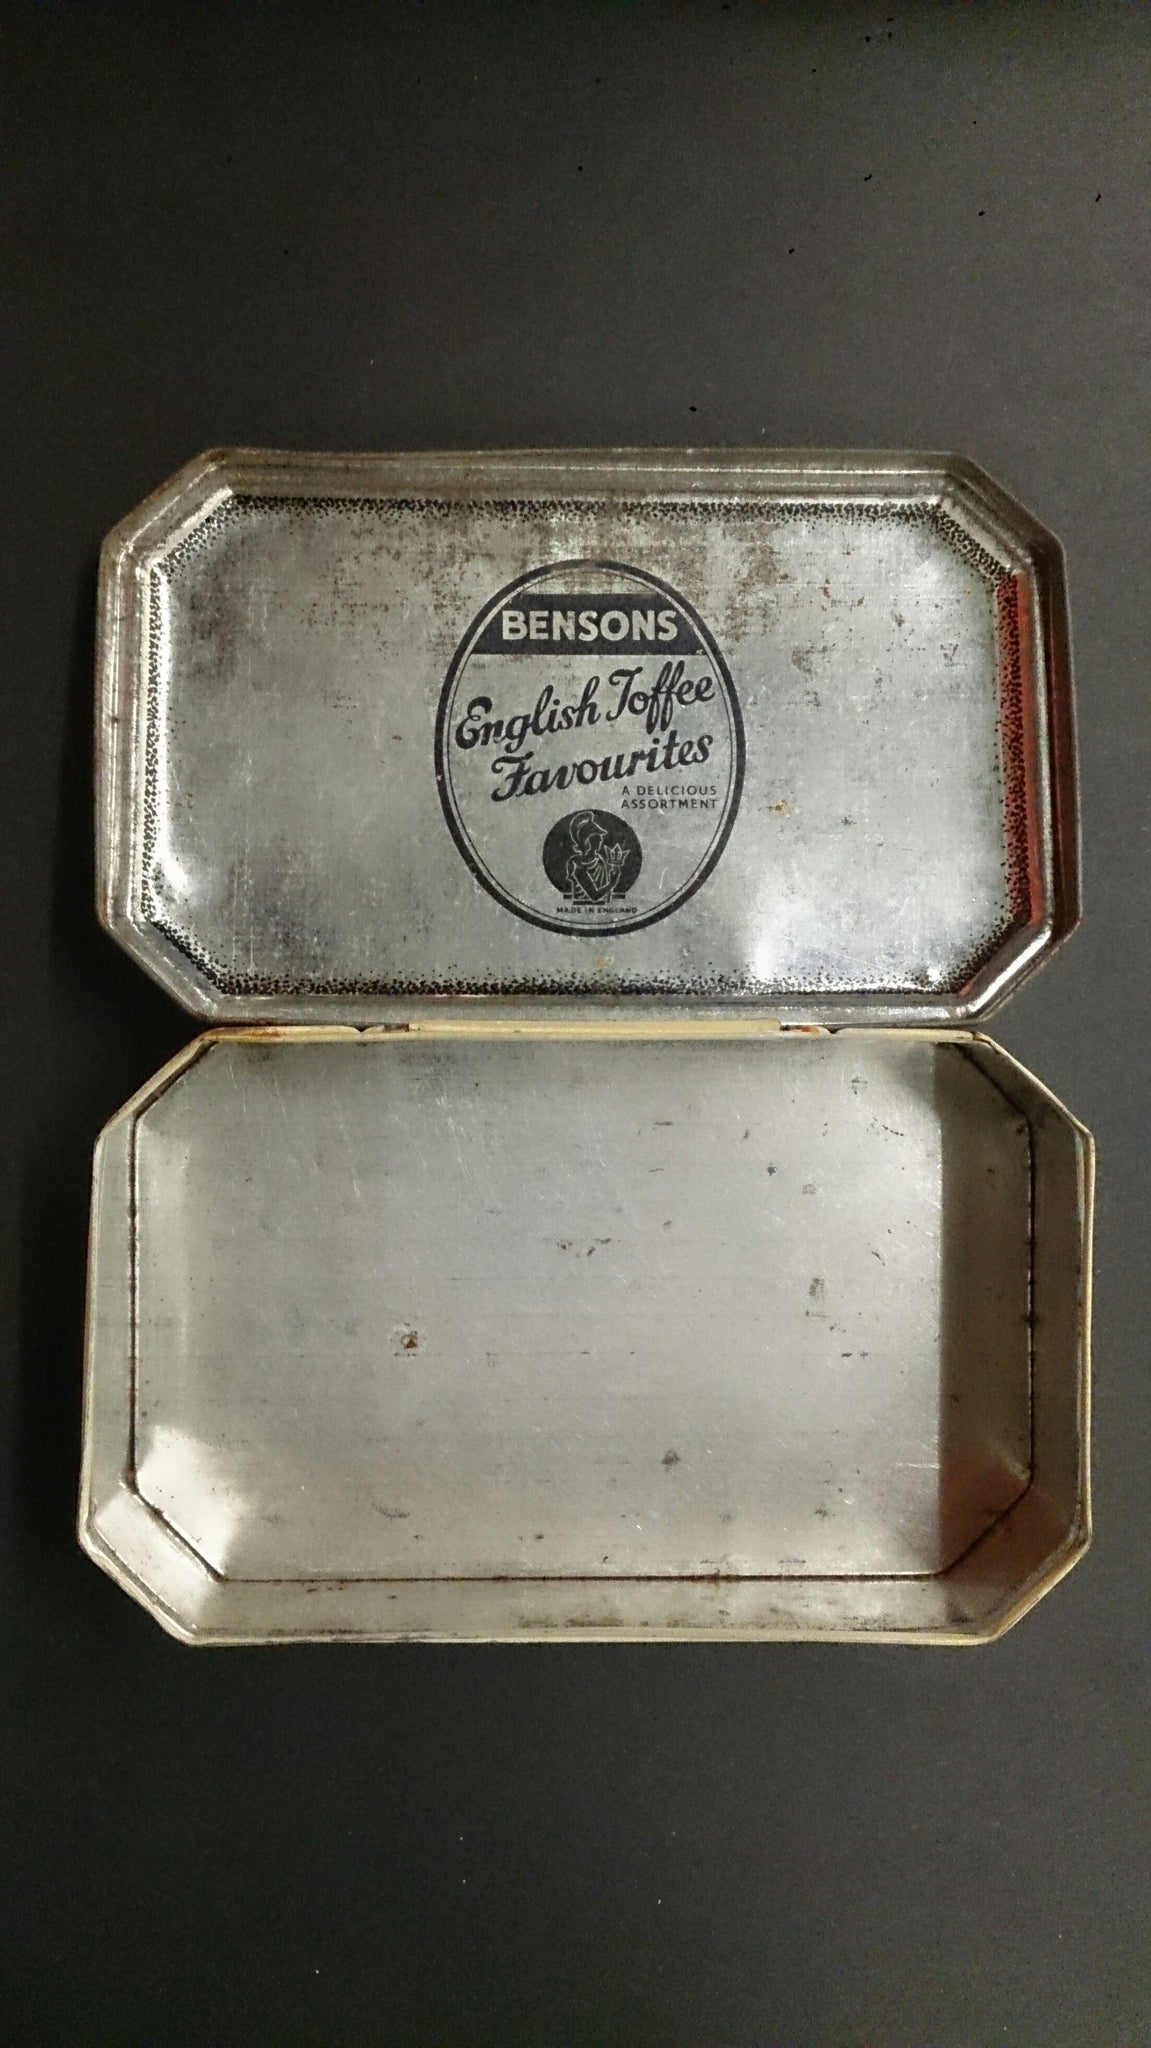 BENSONS
English Toffee
Favourites
A DELICIOUS
ASSORTMENT
MADE IN ENGLAND